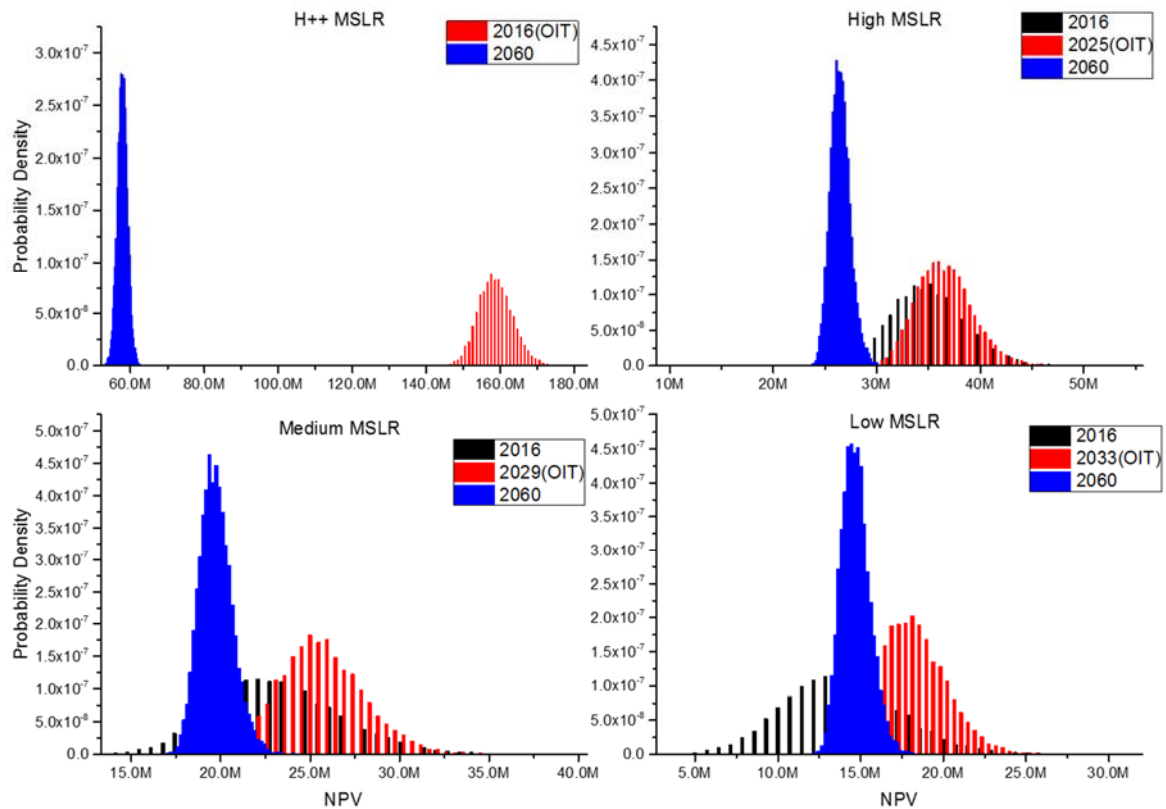 H++ MSLR
2016(OIT)
2060
3.0x10⁻⁷
2.5x10⁻⁷
2.0x10⁻⁷
1.5x10⁻⁷
1.0x10⁻⁷
5.0x10⁻⁸
0.0
Probability Density
60.0M 80.0M 100.0M 120.0M 140.0M 160.0M 180.0M
High MSLR
2016
2025(OIT)
2060
4.5x10⁻⁷
4.0x10⁻⁷
3.5x10⁻⁷
3.0x10⁻⁷
2.5x10⁻⁷
2.0x10⁻⁷
1.5x10⁻⁷
1.0x10⁻⁷
5.0x10⁻⁸
0.0
10M 20M 30M 40M 50M
Medium MSLR
2016
2029(OIT)
2060
5.0x10⁻⁷
4.5x10⁻⁷
4.0x10⁻⁷
3.5x10⁻⁷
3.0x10⁻⁷
2.5x10⁻⁷
2.0x10⁻⁷
1.5x10⁻⁷
1.0x10⁻⁷
5.0x10⁻⁸
0.0
Probability Density
15.0M 20.0M 25.0M 30.0M 35.0M 40.0M
NPV
Low MSLR
2016
2033(OIT)
2060
5.0x10⁻⁷
4.5x10⁻⁷
4.0x10⁻⁷
3.5x10⁻⁷
3.0x10⁻⁷
2.5x10⁻⁷
2.0x10⁻⁷
1.5x10⁻⁷
1.0x10⁻⁷
5.0x10⁻⁸
0.0
5.0M 10.0M 15.0M 20.0M 25.0M 30.0M
NPV